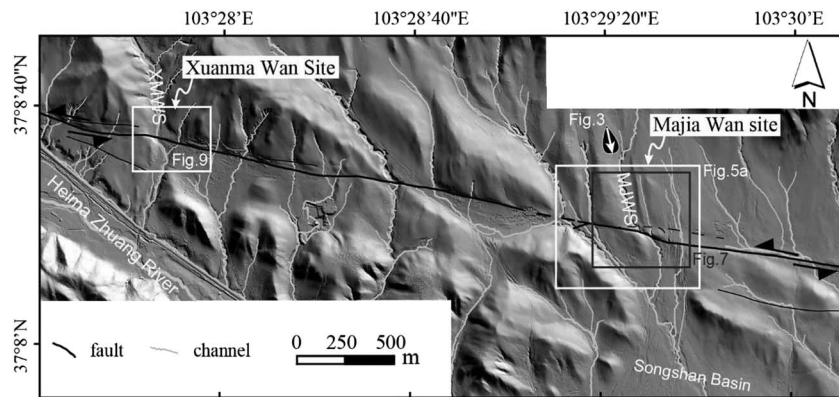 103°28’E 103°28’40" 103°29’20" 103°30’
37°8’40"N
Xuanma Wan Site
XMWS
Fig.3
Majia Wan site
N
Fig.9
Fig.5a
MJWS
Heima Zhuang River
Fig.7
37°8’N
fault channel
0 250 500
m
Songshan Basin